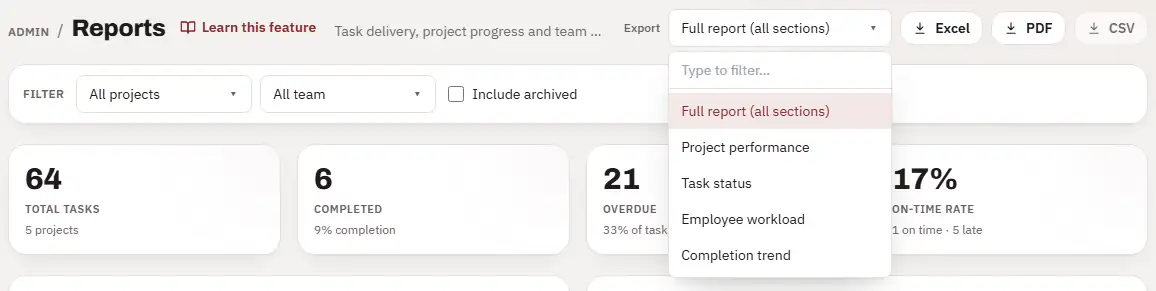 ADMIN / Reports
Learn this feature
Task delivery, project progress and team ...
Export
Full report (all sections)
Excel
PDF
CSV
FILTER
All projects
All team
Include archived
Type to filter...
Full report (all sections)
Project performance
Task status
Employee workload
Completion trend
64
TOTAL TASKS
5 projects
6
COMPLETED
9% completion
21
OVERDUE
33% of task
17%
ON-TIME RATE
1 on time · 5 late